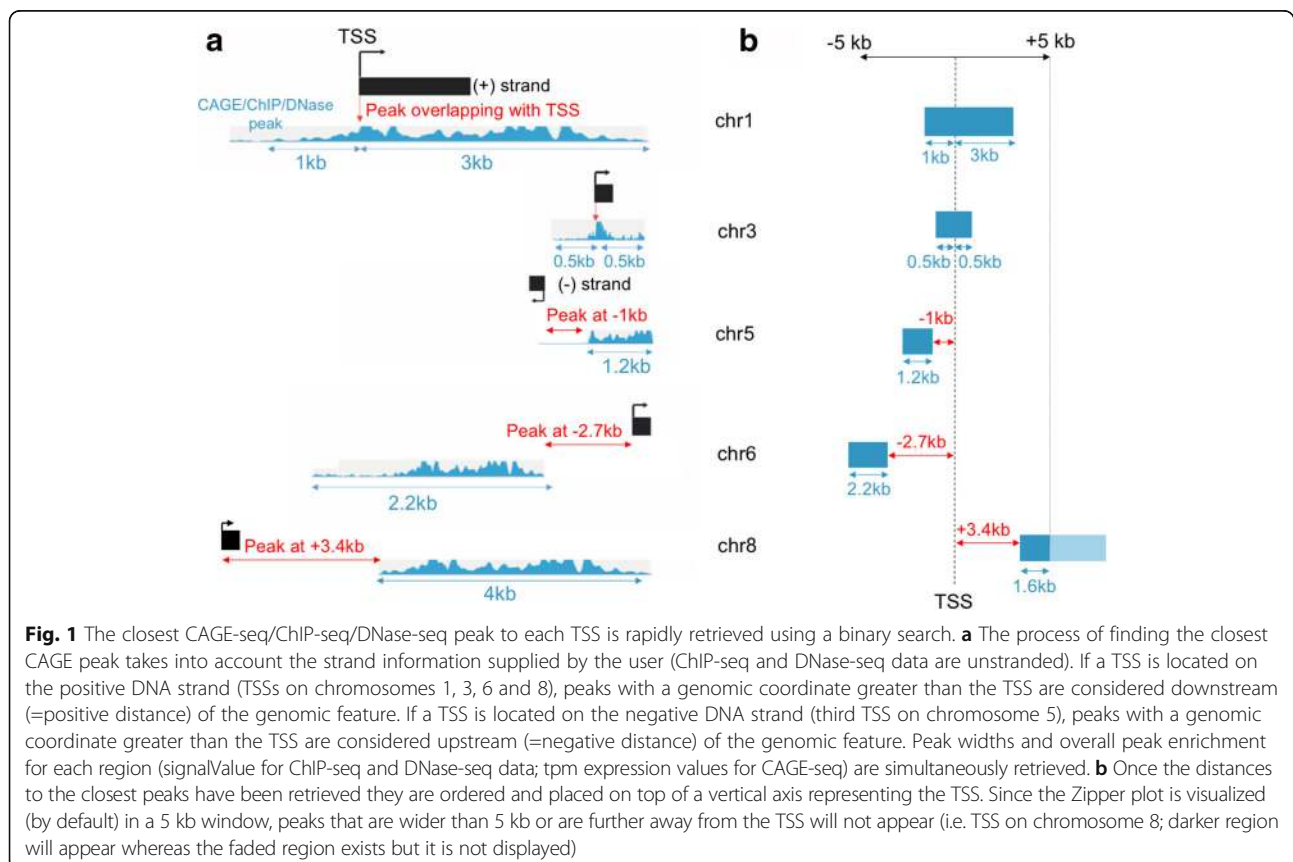 a
TSS
(+) strand
CAGE/ChIP/DNase
peak
Peak overlapping with TSS
1kb
3kb
0.5kb
0.5kb
(-) strand
Peak at -1kb
1.2kb
Peak at -2.7kb
2.2kb
Peak at +3.4kb
4kb
b
-5 kb
+5 kb
chr1
1kb
3kb
chr3
0.5kb
0.5kb
chr5
-1kb
1.2kb
chr6
-2.7kb
2.2kb
chr8
+3.4kb
1.6kb
TSS
Fig. 1 The closest CAGE-seq/ChIP-seq/DNase-seq peak to each TSS is rapidly retrieved using a binary search. a The process of finding the closest
CAGE peak takes into account the strand information supplied by the user (ChIP-seq and DNase-seq data are unstranded). If a TSS is located on
the positive DNA strand (TSSs on chromosomes 1, 3, 6 and 8), peaks with a genomic coordinate greater than the TSS are considered downstream
(=positive distance) of the genomic feature. If a TSS is located on the negative DNA strand (third TSS on chromosome 5), peaks with a genomic
coordinate greater than the TSS are considered upstream (=negative distance) of the genomic feature. Peak widths and overall peak enrichment
for each region (signalValue for ChIP-seq and DNase-seq data; tpm expression values for CAGE-seq) are simultaneously retrieved. b Once the distances
to the closest peaks have been retrieved they are ordered and placed on top of a vertical axis representing the TSS. Since the Zipper plot is visualized
(by default) in a 5 kb window, peaks that are wider than 5 kb or are further away from the TSS will not appear (i.e. TSS on chromosome 8; darker region
will appear whereas the faded region exists but it is not displayed)